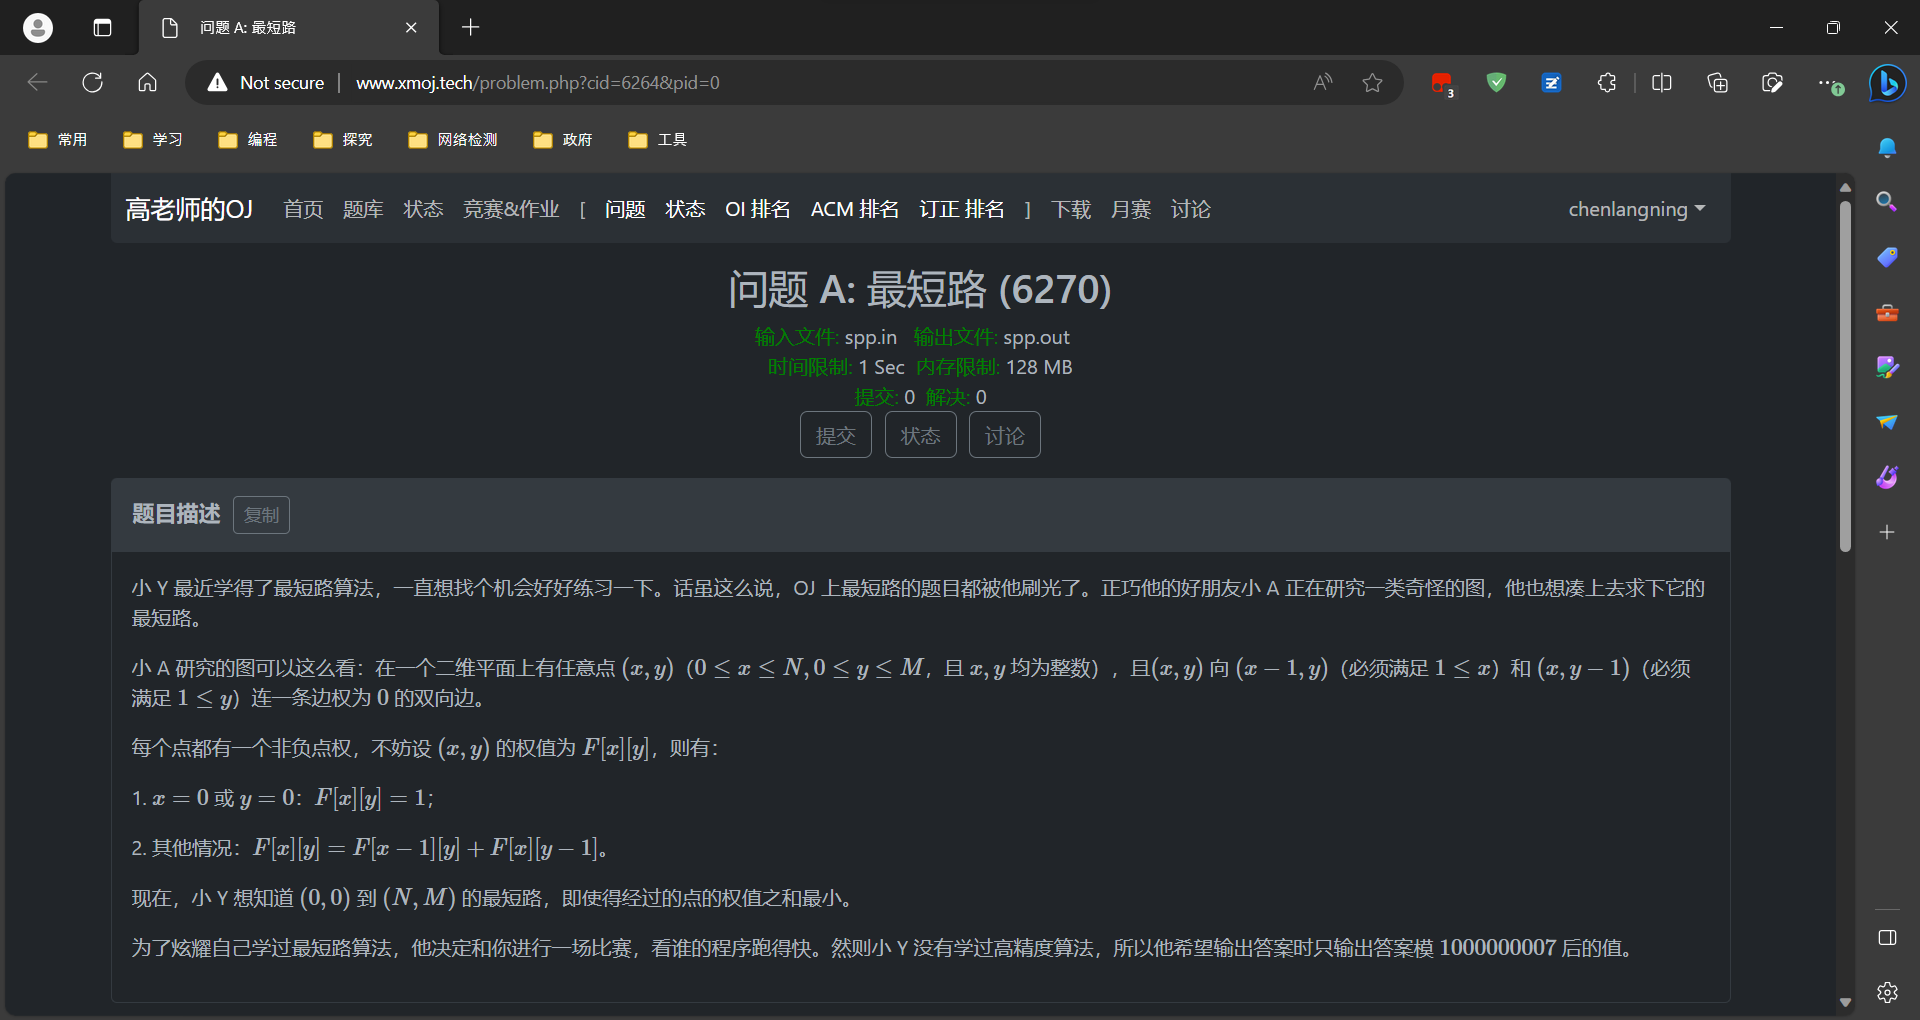 问题 A: 最短路
Not secure www.xmoj.tech/problem.php?cid=6264&pid=0
3
常用 学习 编程 探究 网络检测 政府 工具
高老师的OJ 首页 题库 状态 竞赛&作业 [ 问题 状态 OI 排名 ACM 排名 订正 排名 ] 下载 月赛 讨论 chenlangning
问题 A: 最短路 (6270)
输入文件: spp.in 输出文件: spp.out
时间限制: 1 Sec 内存限制: 128 MB
提交: 0 解决: 0
提交 状态 讨论
题目描述 复制
小 Y 最近学得了最短路算法，一直想找个机会好好练习一下。话虽这么说，OJ 上最短路的题目都被他刷光了。正巧他的好朋友小 A 正在研究一类奇怪的图，他也想凑上去求下它的
最短路。
小 A 研究的图可以这么看：在一个二维平面上有任意点 (x, y)（0 ≤ x ≤ N, 0 ≤ y ≤ M，且 x, y 均为整数），且(x, y) 向 (x − 1, y)（必须满足 1 ≤ x）和 (x, y − 1)（必须
满足 1 ≤ y）连一条边权为 0 的双向边。
每个点都有一个非负点权，不妨设 (x, y) 的权值为 F[x][y]，则有：
1. x = 0 或 y = 0：F[x][y] = 1；
2. 其他情况：F[x][y] = F[x − 1][y] + F[x][y − 1]。
现在，小 Y 想知道 (0, 0) 到 (N, M) 的最短路，即使得经过的点的权值之和最小。
为了炫耀自己学过最短路算法，他决定和你进行一场比赛，看谁的程序跑得快。然则小 Y 没有学过高精度算法，所以他希望输出答案时只输出答案模 1000000007 后的值。